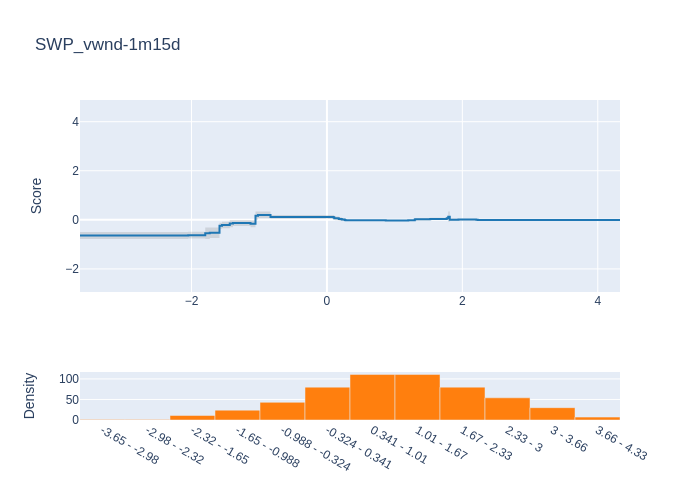 SWP_vwnd-1m15d
Score
4
2
0
−2
−2
0
2
4
Density
100
50
0
-3.65 - -2.98
-2.98 - -2.32
-2.32 - -1.65
-1.65 - -0.988
-0.988 - -0.324
-0.324 - 0.341
0.341 - 1.01
1.01 - 1.67
1.67 - 2.33
2.33 - 3
3 - 3.66
3.66 - 4.33